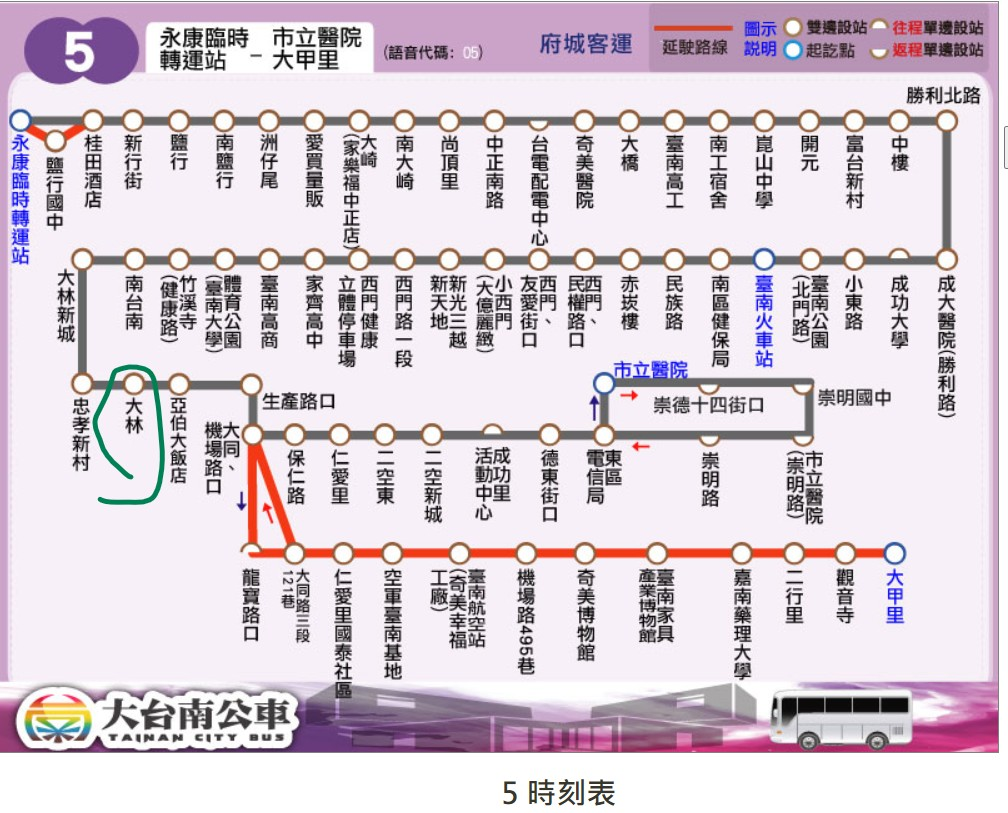 5
永康臨時轉運站 – 市立醫院大甲里
(語音代碼: 05)
府城客運
延駛路線
圖示說明
雙邊設站
往程單邊設站
起訖點
返程單邊設站
勝利北路
永康臨時轉運站
鹽行國中
桂田酒店
新行街
鹽行
南鹽行
洲仔尾
愛買量販
大崎(家樂福中正店)
南大崎
尚頂里
中正南路
台電配電中心
奇美醫院
大橋
臺南高工
南工宿舍
崑山中學
開元
富台新村
中樓
大林新城
南台南
竹溪寺(健康路)
體育公園(臺南大學)
臺南高商
家齊高中
西門健康立體停車場
西門路一段
新光三越新天地
小西門(大億麗緻)
西門、友愛街口
西門、民權路口
赤崁樓
民族路
南區健保局
臺南火車站
臺南公園(北門路)
小東路
成功大學
成大醫院(勝利路)
忠孝新村
大林
亞伯大飯店
生產路口
市立醫院
崇德十四街口
崇明國中
大同、機場路口
保仁路
仁愛里
二空東
二空新城
成功里活動中心
德東街口
東區電信局
崇明路
市立醫院(崇明路)
龍寶路口
大同路三段121巷
仁愛里國泰社區
空軍臺南基地
臺南航空站(奇美幸福工廠)
機場路495巷
奇美博物館
臺南家具產業博物館
嘉南藥理大學
二行里
觀音寺
大甲里
大台南公車
TAINAN CITY BUS
5 時刻表